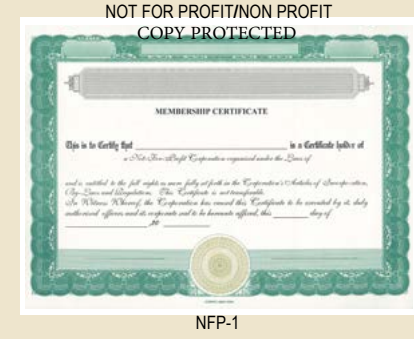 NOT FOR PROFIT/NON PROFIT
COPY PROTECTED
MEMBERSHIP CERTIFICATE
This is to Certify that is a Certificate holder of
a Not-For-Profit Corporation organized under the Laws of
and is entitled to the full rights as more fully set forth in the Corporation's Articles of Incorporation,
By-Laws and Regulations. This Certificate is not transferable.
In Witness Whereof, the Corporation has caused this Certificate to be executed by its duly
authorized officers and its corporate seal to be hereunto affixed, this day of
, 20
NFP-1